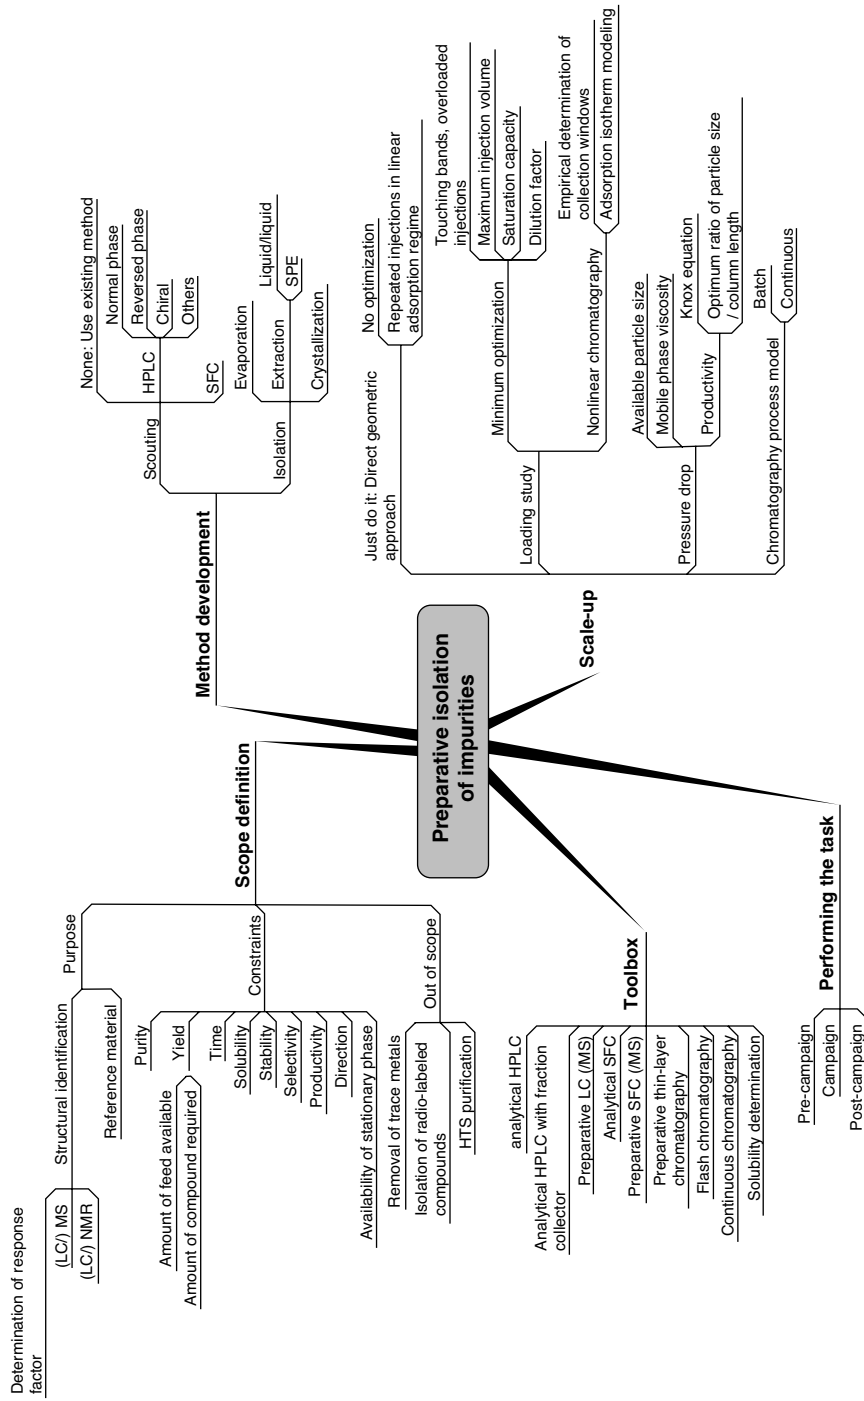 Preparative isolation
of impurities
Scope definition
Purpose
Structural identification
Determination of response
factor
(LC/) MS
(LC/) NMR
Reference material
Constraints
Purity
Yield
Amount of feed available
Amount of compound required
Time
Solubility
Stability
Selectivity
Productivity
Direction
Availability of stationary phase
Out of scope
Removal of trace metals
Isolation of radio-labeled
compounds
HTS purification
Method development
Scouting
None: Use existing method
HPLC
Normal phase
Reversed phase
Chiral
Others
SFC
Isolation
Evaporation
Extraction
Liquid/liquid
SPE
Crystallization
Scale-up
Just do it: Direct geometric
approach
No optimization
Repeated injections in linear
adsorption regime
Loading study
Minimum optimization
Touching bands, overloaded
injections
Maximum injection volume
Saturation capacity
Dilution factor
Nonlinear chromatography
Empirical determination of
collection windows
Adsorption isotherm modeling
Pressure drop
Available particle size
Mobile phase viscosity
Productivity
Knox equation
Optimum ratio of particle size
/ column length
Chromatography process model
Batch
Continuous
Toolbox
analytical HPLC
Analytical HPLC with fraction
collector
Preparative LC (/MS)
Analytical SFC
Preparative SFC (/MS)
Preparative thin-layer
chromatography
Flash chromatography
Continuous chromatography
Solubility determination
Performing the task
Pre-campaign
Campaign
Post-campaign